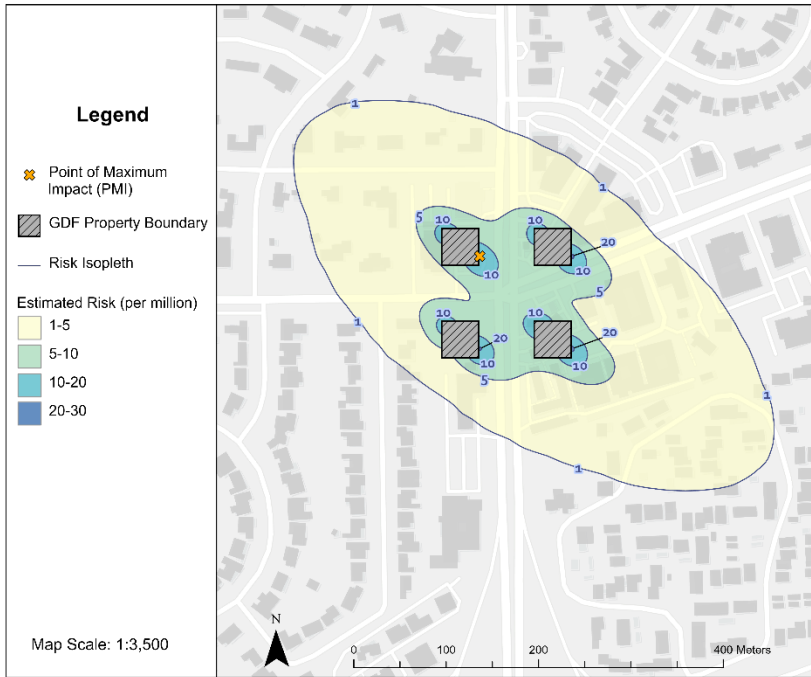 Legend
Point of Maximum
Impact (PMI)
GDF Property Boundary
Risk Isopleth
Estimated Risk (per million)
1-5
5-10
10-20
20-30
Map Scale: 1:3,500
1
1
5
10
10
20
10
10
5
1
10
10
20
20
10
10
5
1
1
N
0
100
200
400 Meters